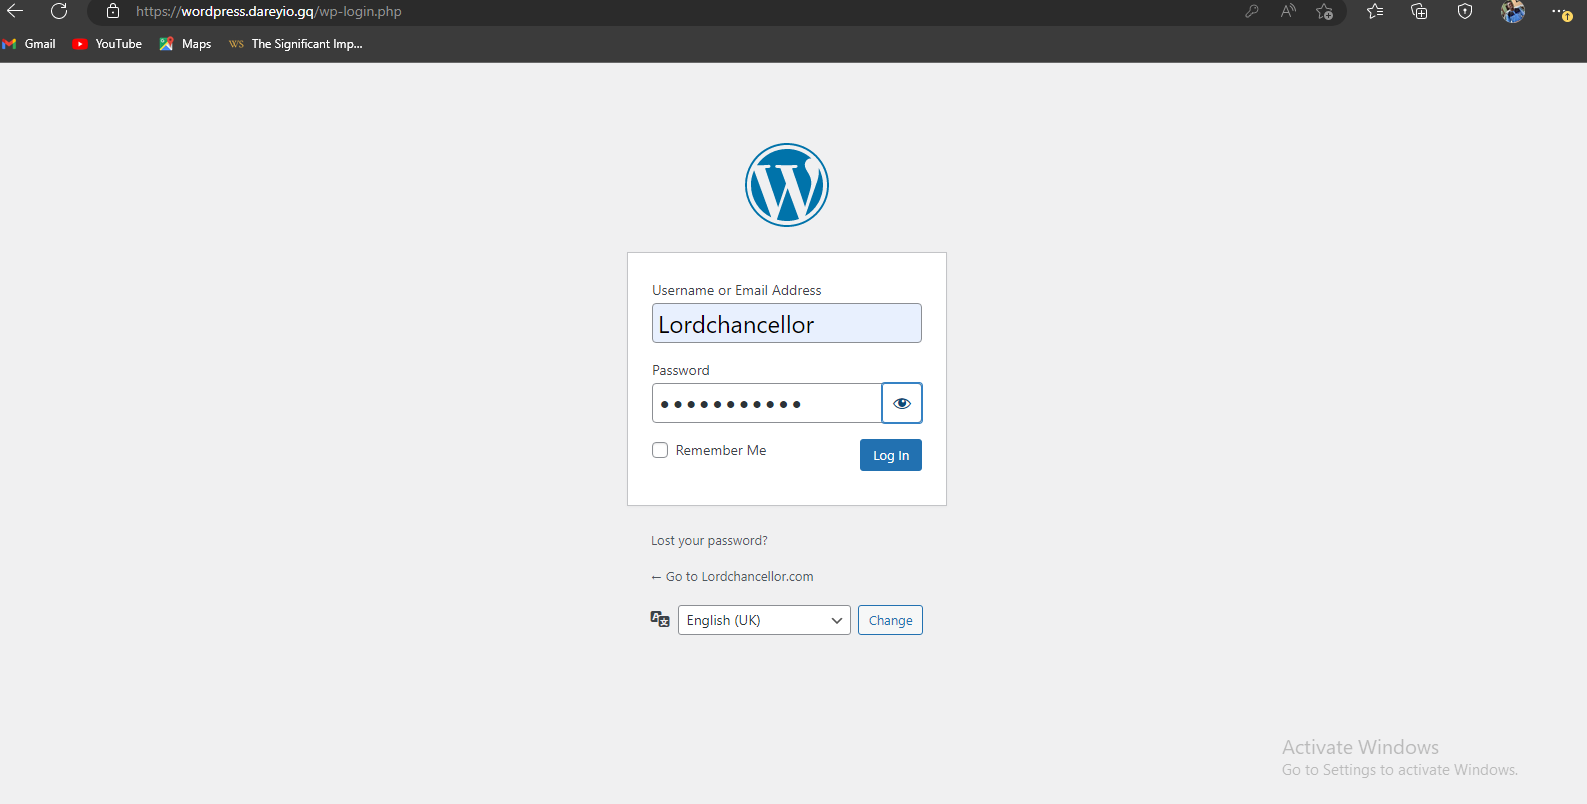 https://wordpress.dareyio.gq/wp-login.php
Gmail YouTube Maps WS The Significant Imp...
Username or Email Address
Lordchancellor
Password
●●●●●●●●●●●
Remember Me Log In
Lost your password?
← Go to Lordchancellor.com
English (UK) Change
Activate Windows
Go to Settings to activate Windows.